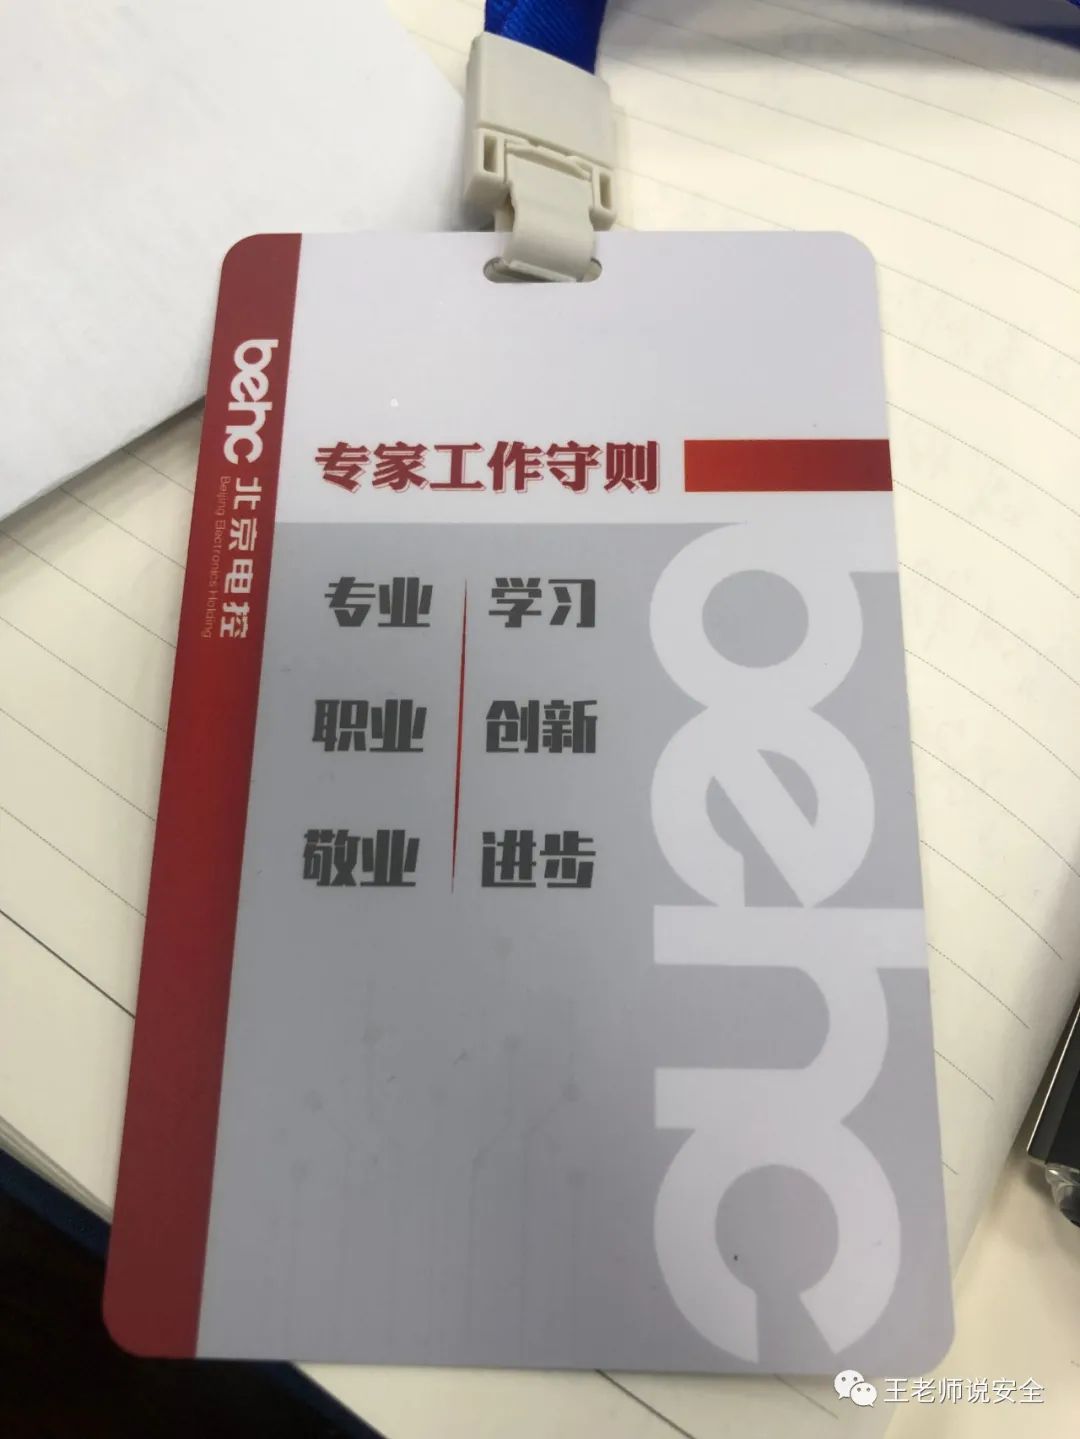 behc 北京电控
Beijing Electronics Holding
专家工作守则
专业 学习
职业 创新
敬业 进步
behc
王老师说安全